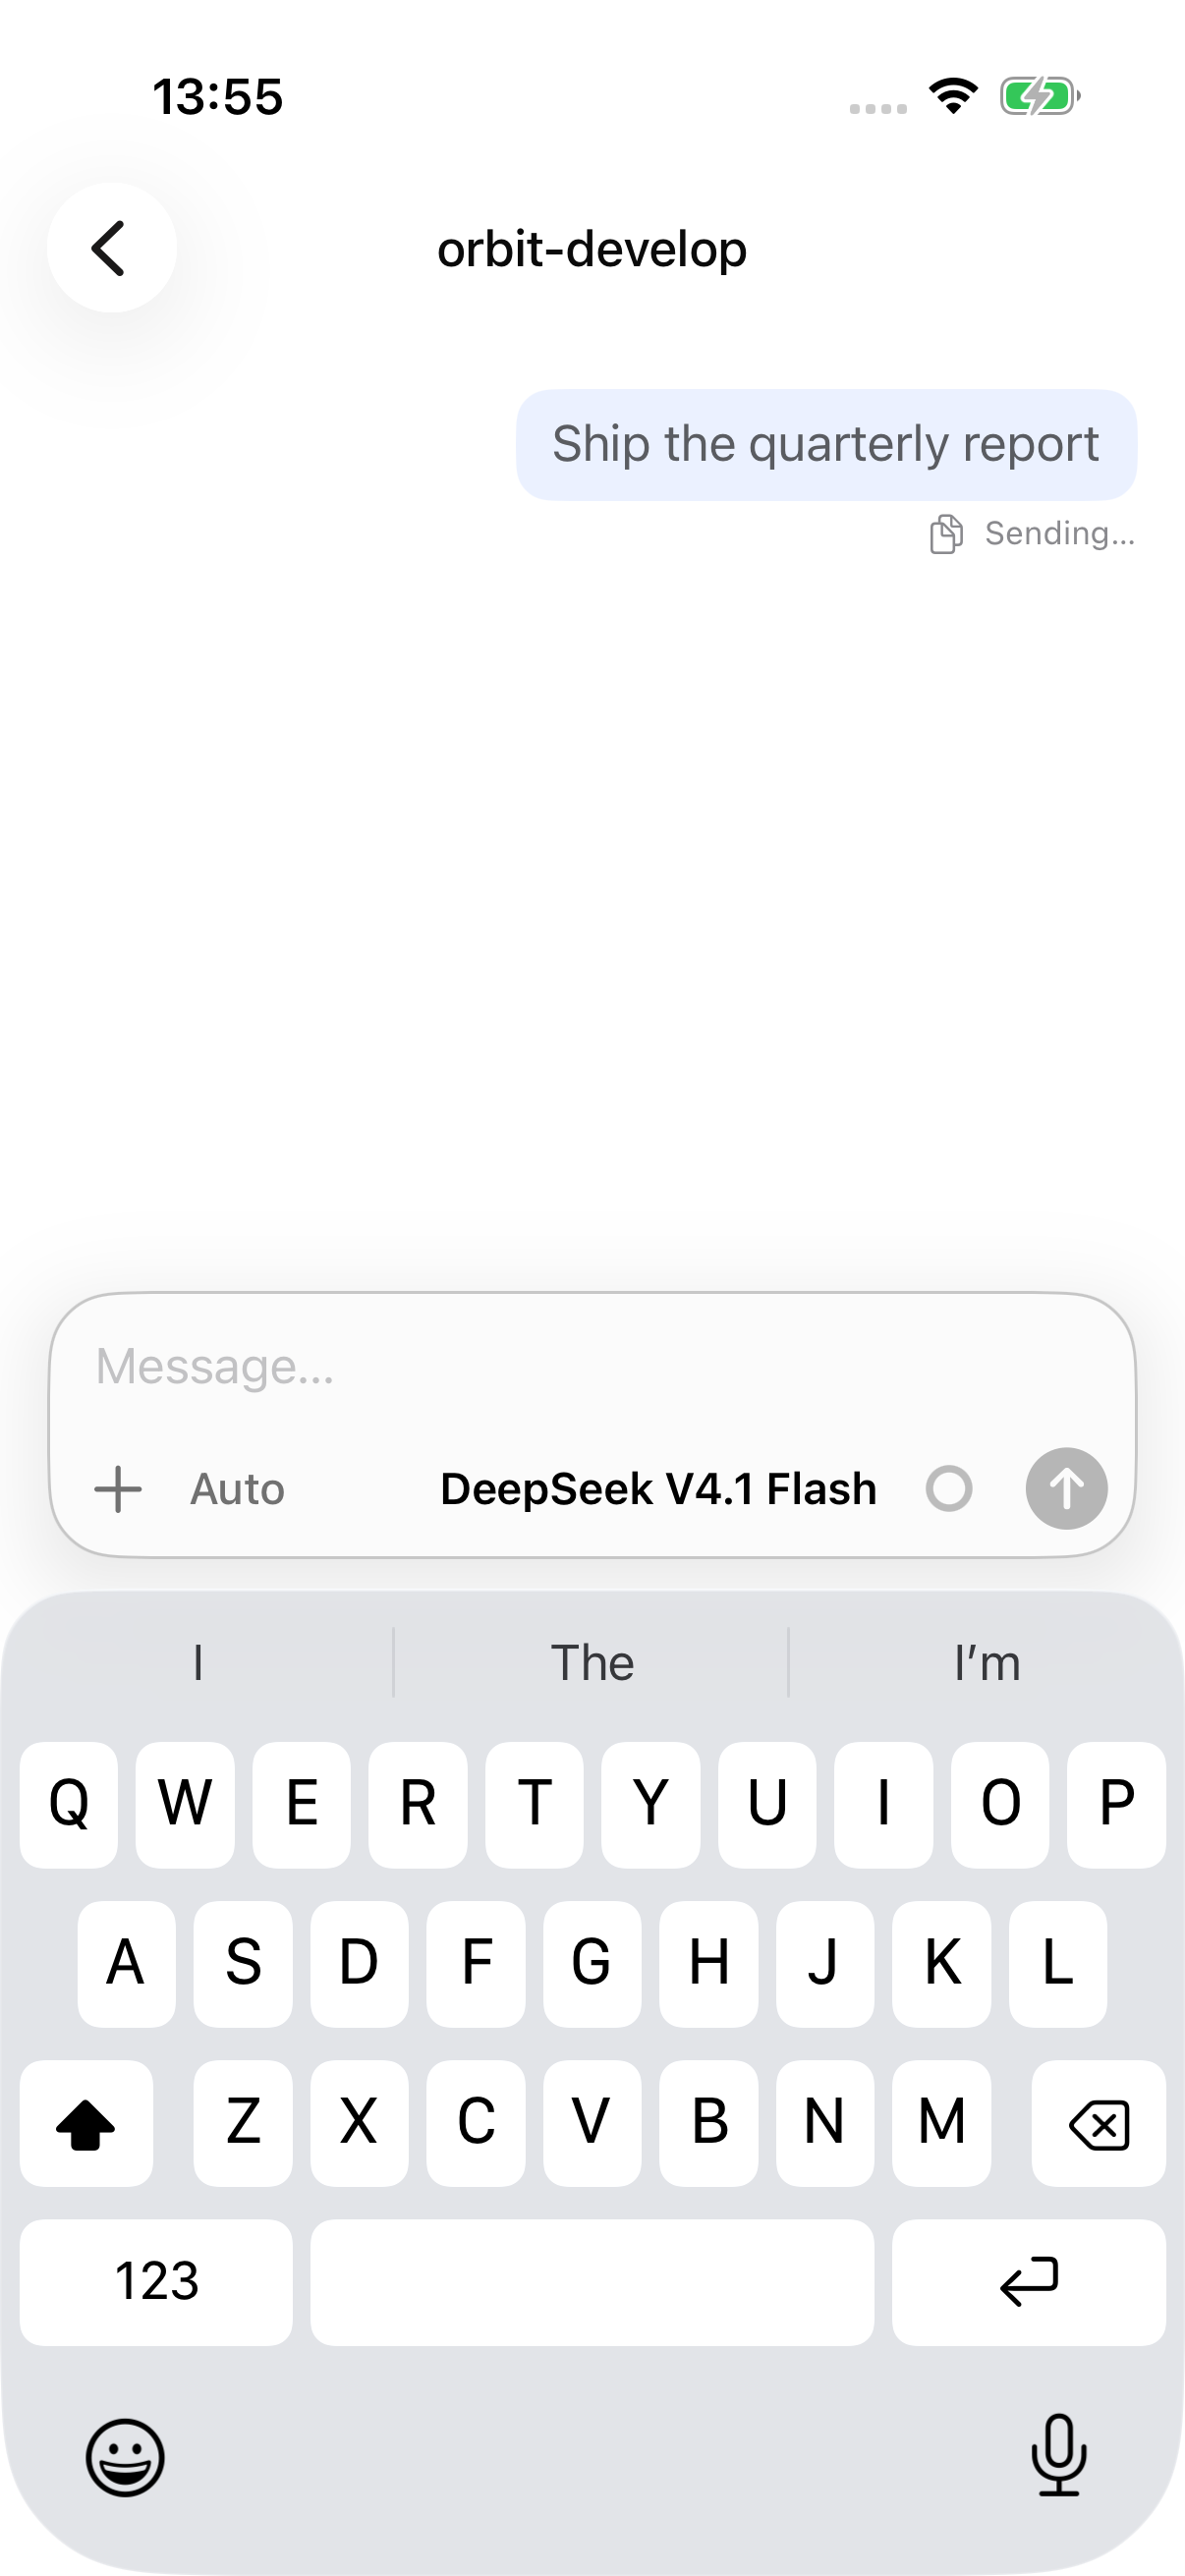 13:55
orbit-develop
Ship the quarterly report
Sending...
Message...
Auto DeepSeek V4.1 Flash
I The I’m
Q W E R T Y U I O P
A S D F G H J K L
Z X C V B N M
123